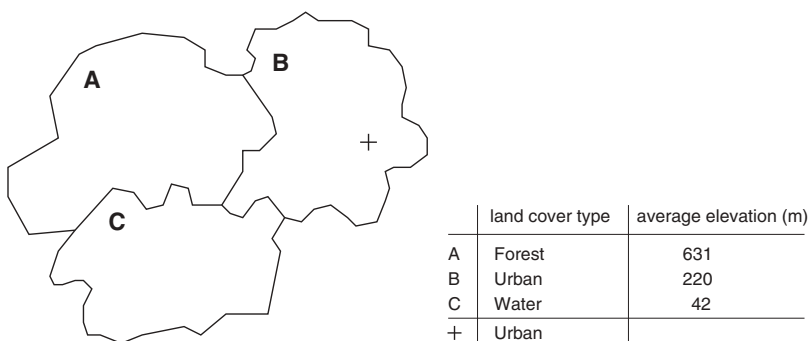 A
B
C
land cover type average elevation (m)
A Forest 631
B Urban 220
C Water 42
+ Urban